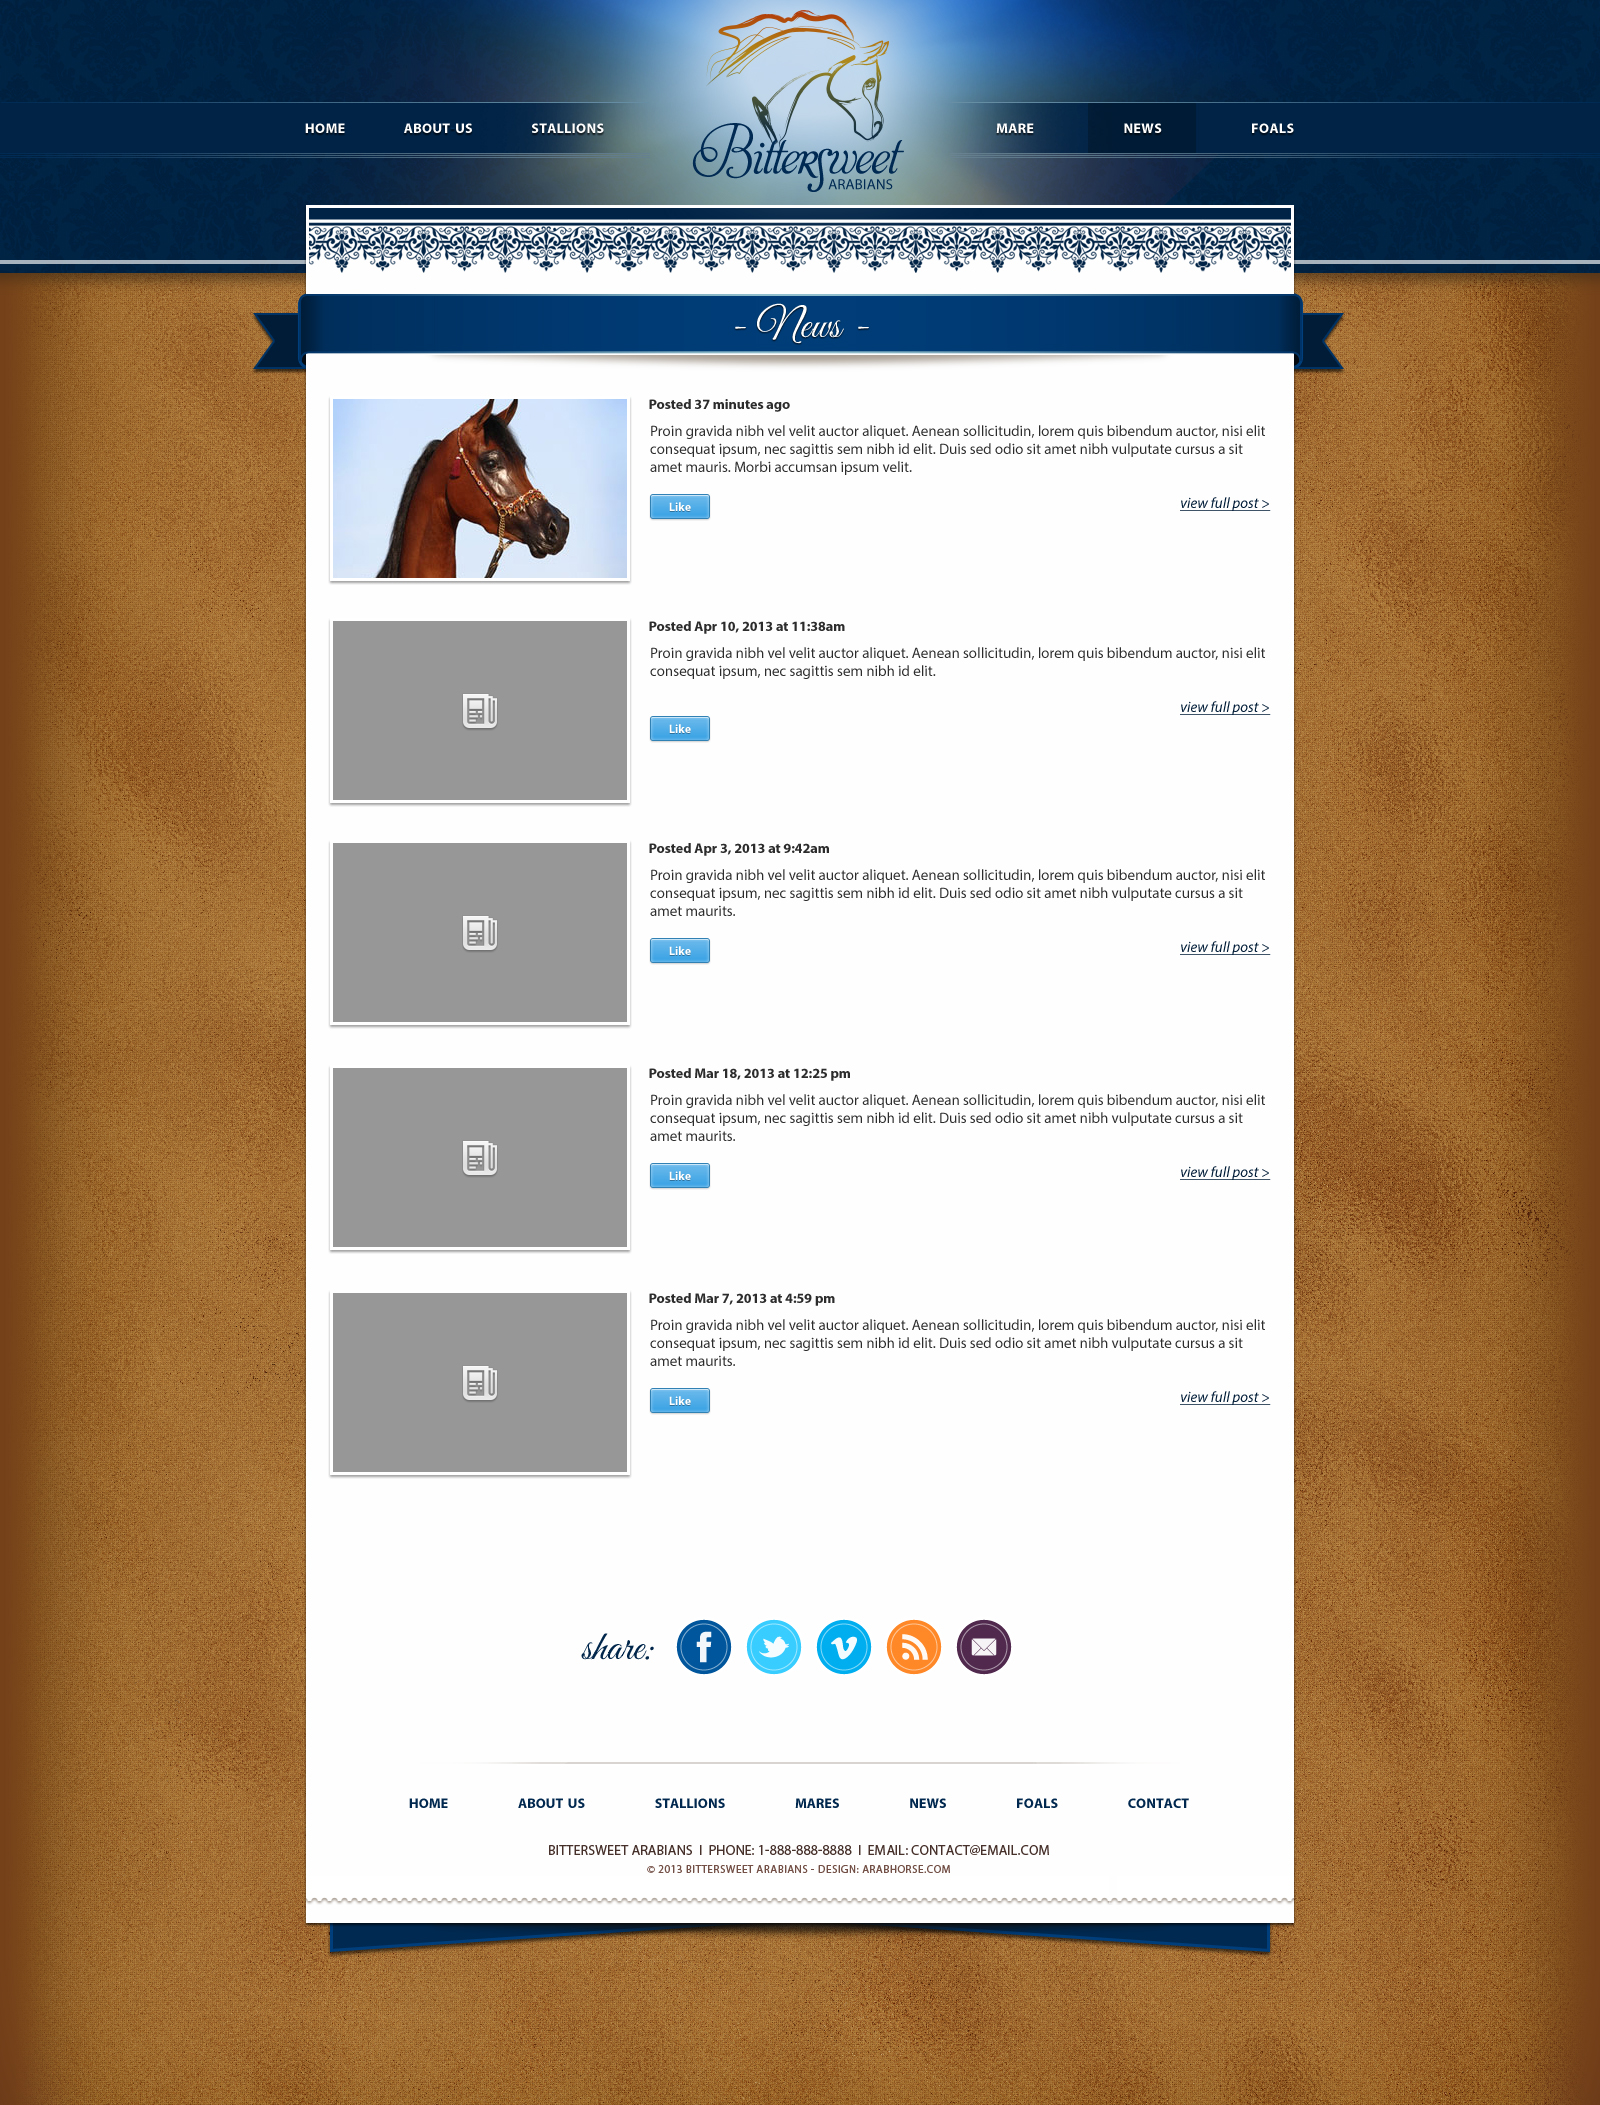 HOME ABOUT US STALLIONS
Bittersweet
ARABIANS
MARE NEWS FOALS
- News -
Posted 37 minutes ago
Proin gravida nibh vel velit auctor aliquet. Aenean sollicitudin, lorem quis bibendum auctor, nisi elit
consequat ipsum, nec sagittis sem nibh id elit. Duis sed odio sit amet nibh vulputate cursus a sit
amet mauris. Morbi accumsan ipsum velit.
Like view full post >
Posted Apr 10, 2013 at 11:38am
Proin gravida nibh vel velit auctor aliquet. Aenean sollicitudin, lorem quis bibendum auctor, nisi elit
consequat ipsum, nec sagittis sem nibh id elit.
view full post >
Like
Posted Apr 3, 2013 at 9:42am
Proin gravida nibh vel velit auctor aliquet. Aenean sollicitudin, lorem quis bibendum auctor, nisi elit
consequat ipsum, nec sagittis sem nibh id elit. Duis sed odio sit amet nibh vulputate cursus a sit
amet maurits.
Like view full post >
Posted Mar 18, 2013 at 12:25 pm
Proin gravida nibh vel velit auctor aliquet. Aenean sollicitudin, lorem quis bibendum auctor, nisi elit
consequat ipsum, nec sagittis sem nibh id elit. Duis sed odio sit amet nibh vulputate cursus a sit
amet maurits.
Like view full post >
Posted Mar 7, 2013 at 4:59 pm
Proin gravida nibh vel velit auctor aliquet. Aenean sollicitudin, lorem quis bibendum auctor, nisi elit
consequat ipsum, nec sagittis sem nibh id elit. Duis sed odio sit amet nibh vulputate cursus a sit
amet maurits.
Like view full post >
share:
HOME ABOUT US STALLIONS MARES NEWS FOALS CONTACT
BITTERSWEET ARABIANS | PHONE: 1-888-888-8888 | EMAIL: CONTACT@EMAIL.COM
© 2013 BITTERSWEET ARABIANS - DESIGN: ARABHORSE.COM